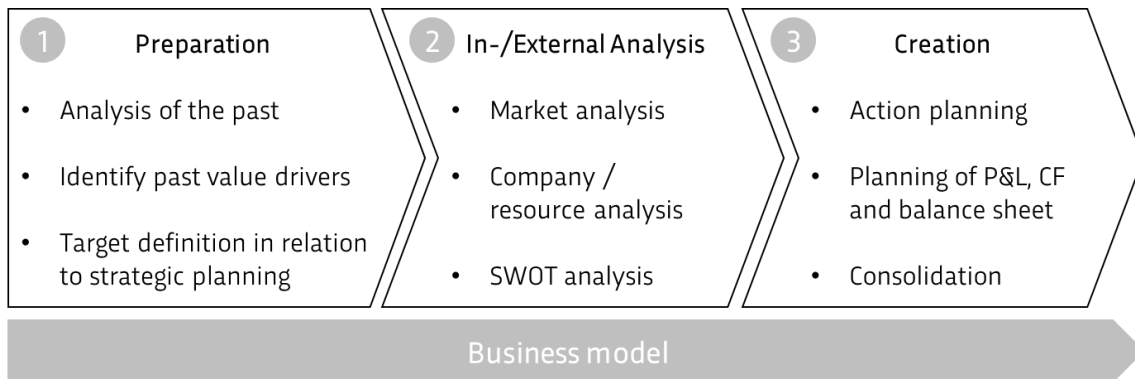 1 Preparation
• Analysis of the past
• Identify past value drivers
• Target definition in relation
to strategic planning
2 In-/External Analysis
• Market analysis
• Company /
resource analysis
• SWOT analysis
3 Creation
• Action planning
• Planning of P&L, CF
and balance sheet
• Consolidation
Business model